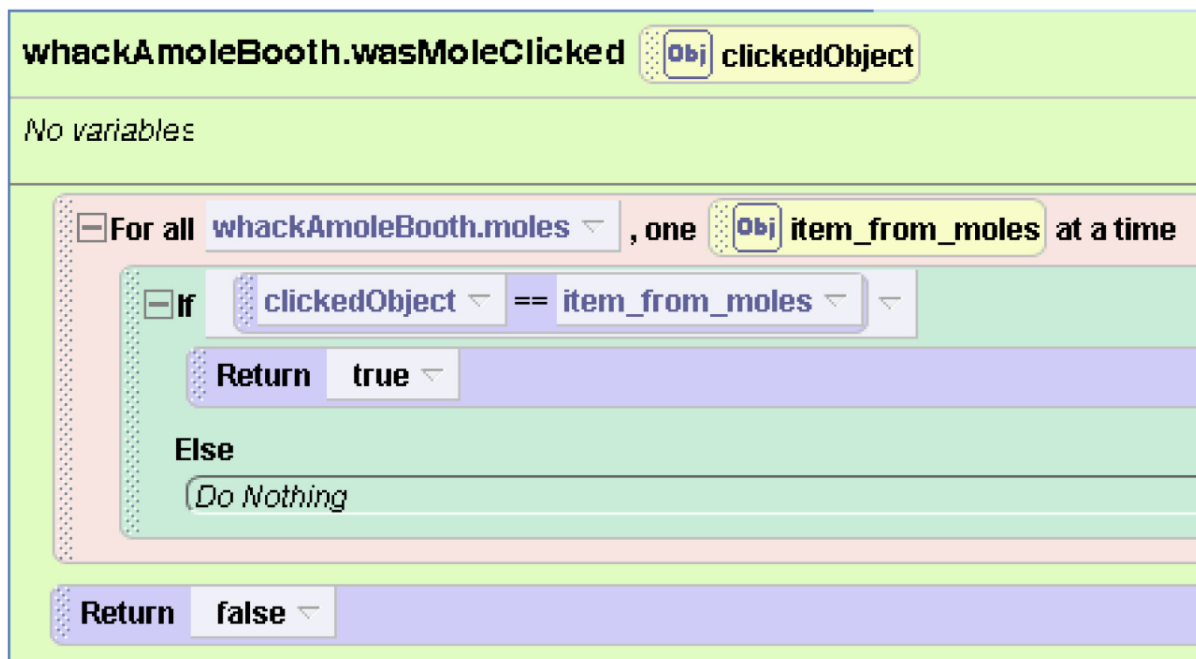 whackAmoleBooth.wasMoleClicked Obj clickedObject
No variables
For all whackAmoleBooth.moles , one Obj item_from_moles at a time
If clickedObject == item_from_moles
Return true
Else
Do Nothing
Return false